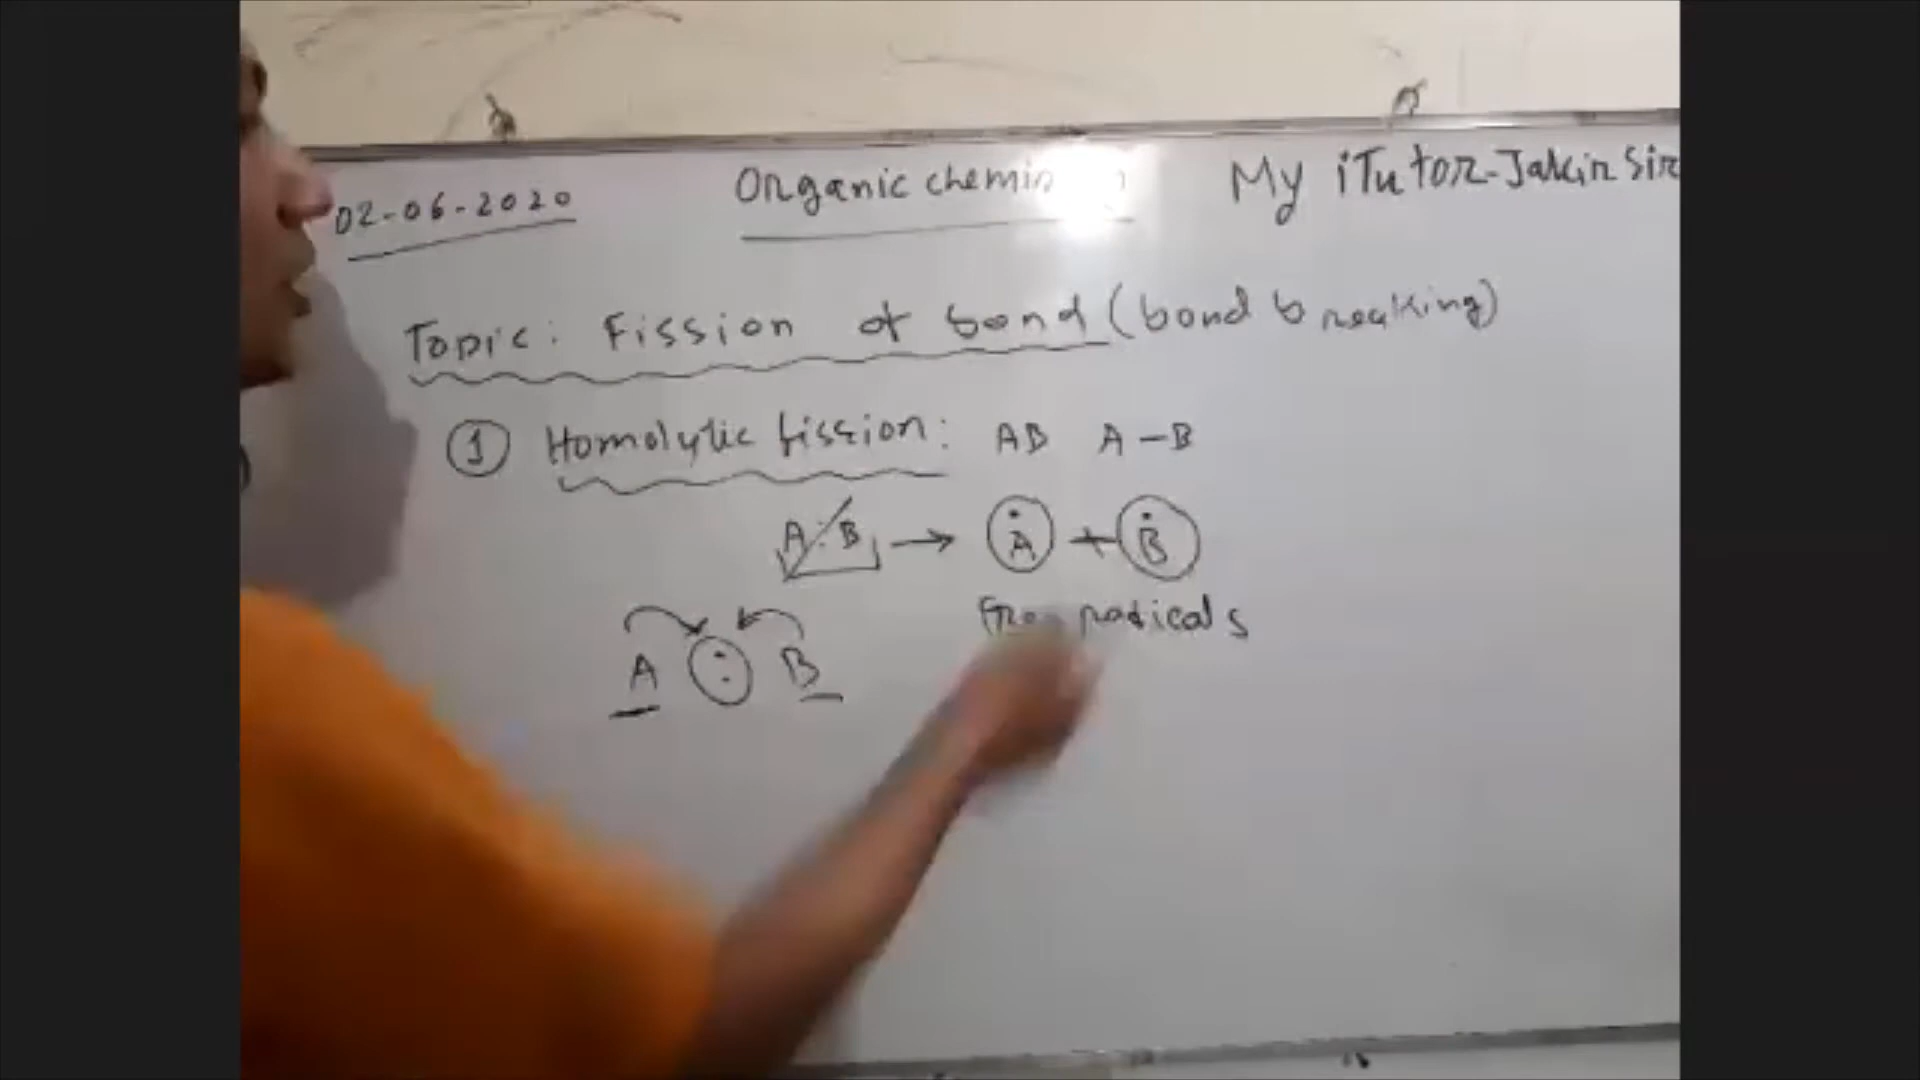 02-06-2020 Organic chemis My iTutor-Jakir Sir
Topic: Fission of bond (bond breaking)
① Homolytic fission: AB A-B
A:B → Ȧ + Ḃ
Free radicals
A : B